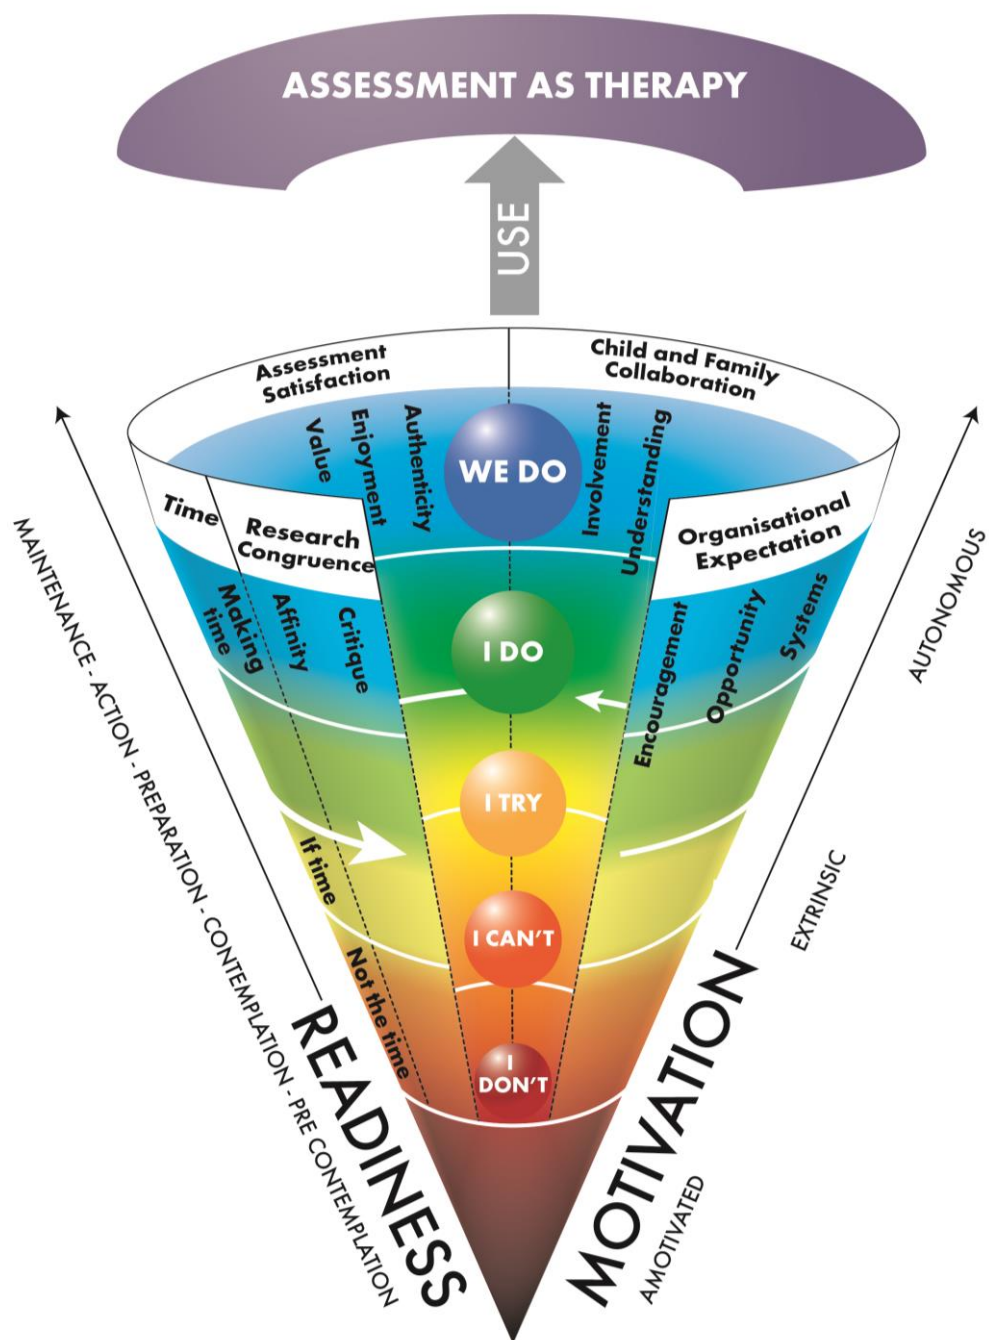 ASSESSMENT AS THERAPY
USE
Assessment
Satisfaction
Child and Family
Collaboration
Value
Enjoyment
Authenticity
WE DO
Involvement
Understanding
Time
Research
Congruence
Organisational
Expectation
Making
time
Affinity
Critique
I DO
Encouragement
Opportunity
Systems
I TRY
If time
I CAN'T
Not the time
I
DON'T
MAINTENANCE - ACTION - PREPARATION - CONTEMPLATION - PRE CONTEMPLATION
READINESS
MOTIVATION
AUTONOMOUS
EXTRINSIC
AMOTIVATED